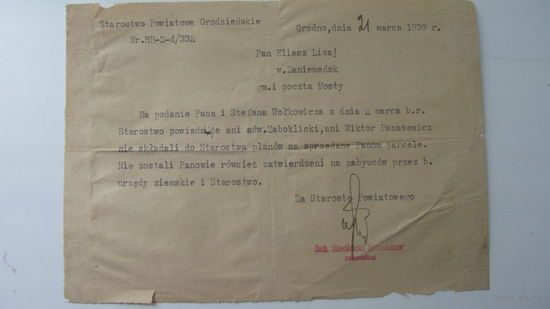 Starostwo Powiatowe Grodzieńskie
Nr.RR-2-d/332
Grodno,dnia 21 marca 1939 r.
Pan Eliasz Lisaj
w.Zaniemeńsk
gm.i poczta Mosty
Na podanie Pana i Stefana Wołkowicza z dnia 2 marca b.r.
Starostwo powiada że ani adw.Zaboklicki,ani Wiktor Panasewicz
nie składali do Starostwa planów na sprzedane Panom parcele.
Nie zostali Panowie również zatwierdzeni na nabywców przez b.
urzędy ziemskie i Starostwo.
Za Starostę Powiatowego
Inż.